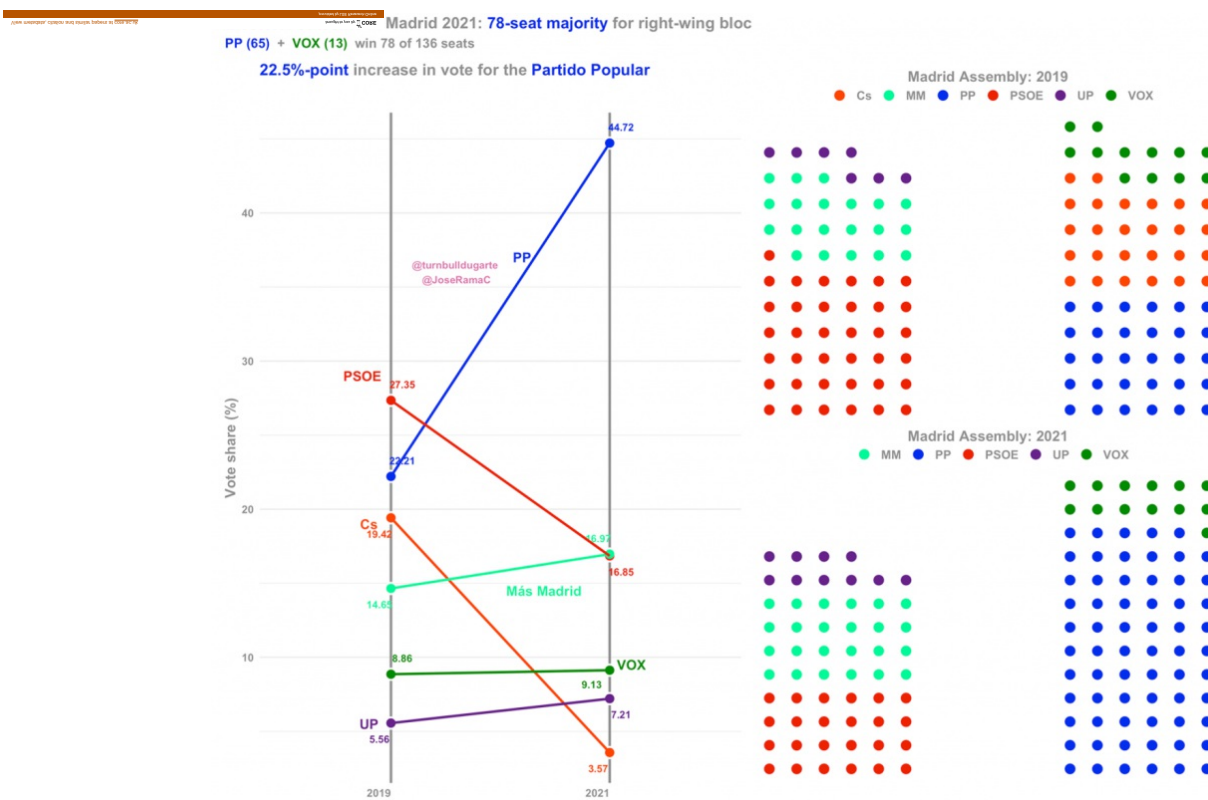 Madrid 2021: 78-seat majority for right-wing bloc
PP (65) + VOX (13) win 78 of 136 seats
22.5%-point increase in vote for the Partido Popular
Madrid Assembly: 2019
Cs MM PP PSOE UP VOX
44.72
40
PP
@turnbulldugarte
@JoseRamaC
30
PSOE
27.35
22.21
Vote share (%)
Madrid Assembly: 2021
MM PP PSOE UP VOX
20
Cs
19.42
16.97
16.85
Más Madrid
14.65
10
8.86
VOX
9.13
7.21
UP
5.56
3.57
2019
2021